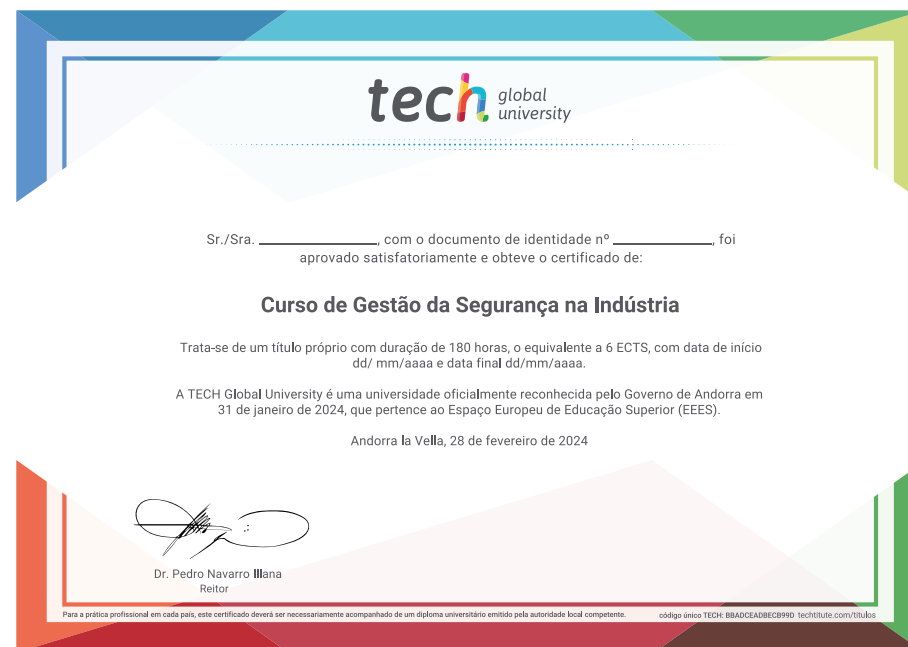 tech global university
Sr./Sra. ______________, com o documento de identidade nº ____________, foi
aprovado satisfatoriamente e obteve o certificado de:
Curso de Gestão da Segurança na Indústria
Trata-se de um título próprio com duração de 180 horas, o equivalente a 6 ECTS, com data de início
dd/ mm/aaaa e data final dd/mm/aaaa.
A TECH Global University é uma universidade oficialmente reconhecida pelo Governo de Andorra em
31 de janeiro de 2024, que pertence ao Espaço Europeu de Educação Superior (EEES).
Andorra la Vella, 28 de fevereiro de 2024
Dr. Pedro Navarro Illana
Reitor
Para a prática profissional em cada país, este certificado deverá ser necessariamente acompanhado de um diploma universitário emitido pela autoridade local competente.
código único TECH: BBADCEADBECB99D techtitute.com/titulos